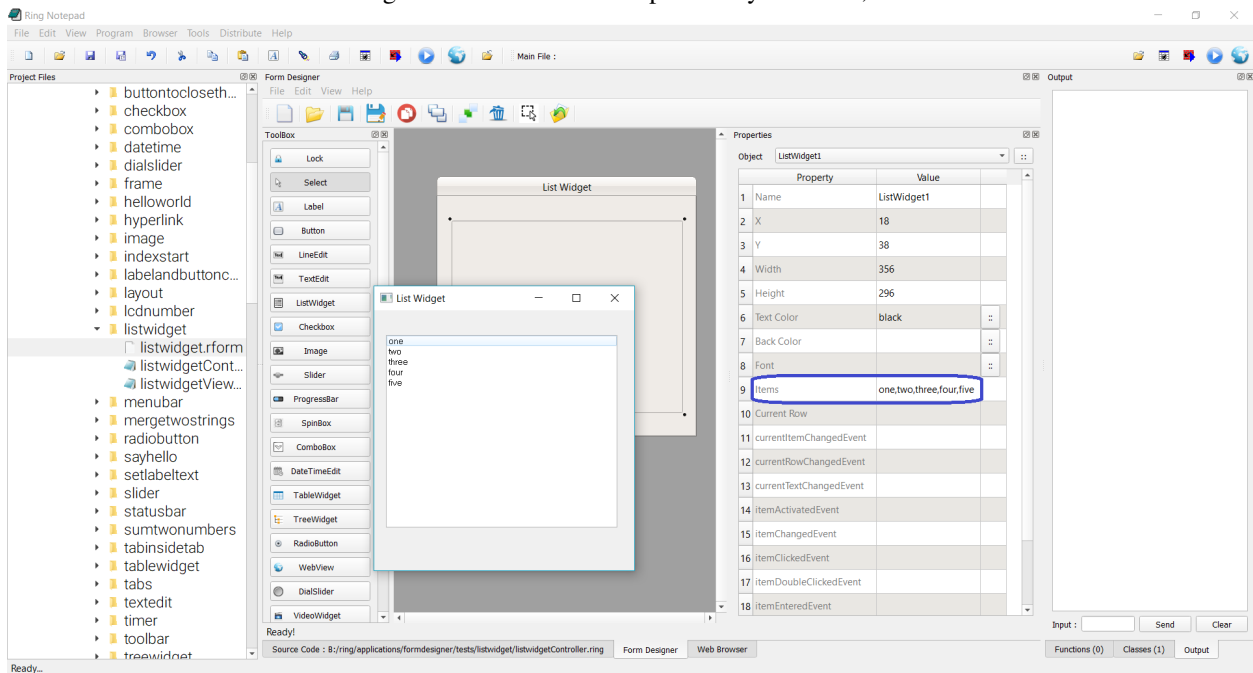 Ring Notepad
File Edit View Program Browser Tools Distribute Help
Main File :
Project Files
buttontocloseth...
checkbox
combobox
datetime
dialslider
frame
helloworld
hyperlink
image
indexstart
labelandbuttonc...
layout
lcdnumber
listwidget
listwidget.rform
listwidgetCont...
listwidgetView...
menubar
mergetwostrings
radiobutton
sayhello
setlabeltext
slider
statusbar
sumtwonumbers
tabinsidetab
tablewidget
tabs
textedit
timer
toolbar
treewidget
Form Designer
File Edit View Help
ToolBox
Lock
Select
Label
Button
LineEdit
TextEdit
ListWidget
Checkbox
Image
Slider
ProgressBar
SpinBox
ComboBox
DateTimeEdit
TableWidget
TreeWidget
RadioButton
WebView
DialSlider
VideoWidget
List Widget
List Widget
one
two
three
four
five
Properties
Object ListWidget1 ::
Property Value
1 Name ListWidget1
2 X 18
3 Y 38
4 Width 356
5 Height 296
6 Text Color black ::
7 Back Color ::
8 Font ::
9 Items one,two,three,four,five
10 Current Row
11 currentItemChangedEvent
12 currentRowChangedEvent
13 currentTextChangedEvent
14 itemActivatedEvent
15 itemChangedEvent
16 itemClickedEvent
17 itemDoubleClickedEvent
18 itemEnteredEvent
Ready!
Source Code : B:/ring/applications/formdesigner/tests/listwidget/listwidgetController.ring Form Designer Web Browser
Output
Input : Send Clear
Functions (0) Classes (1) Output
Ready...